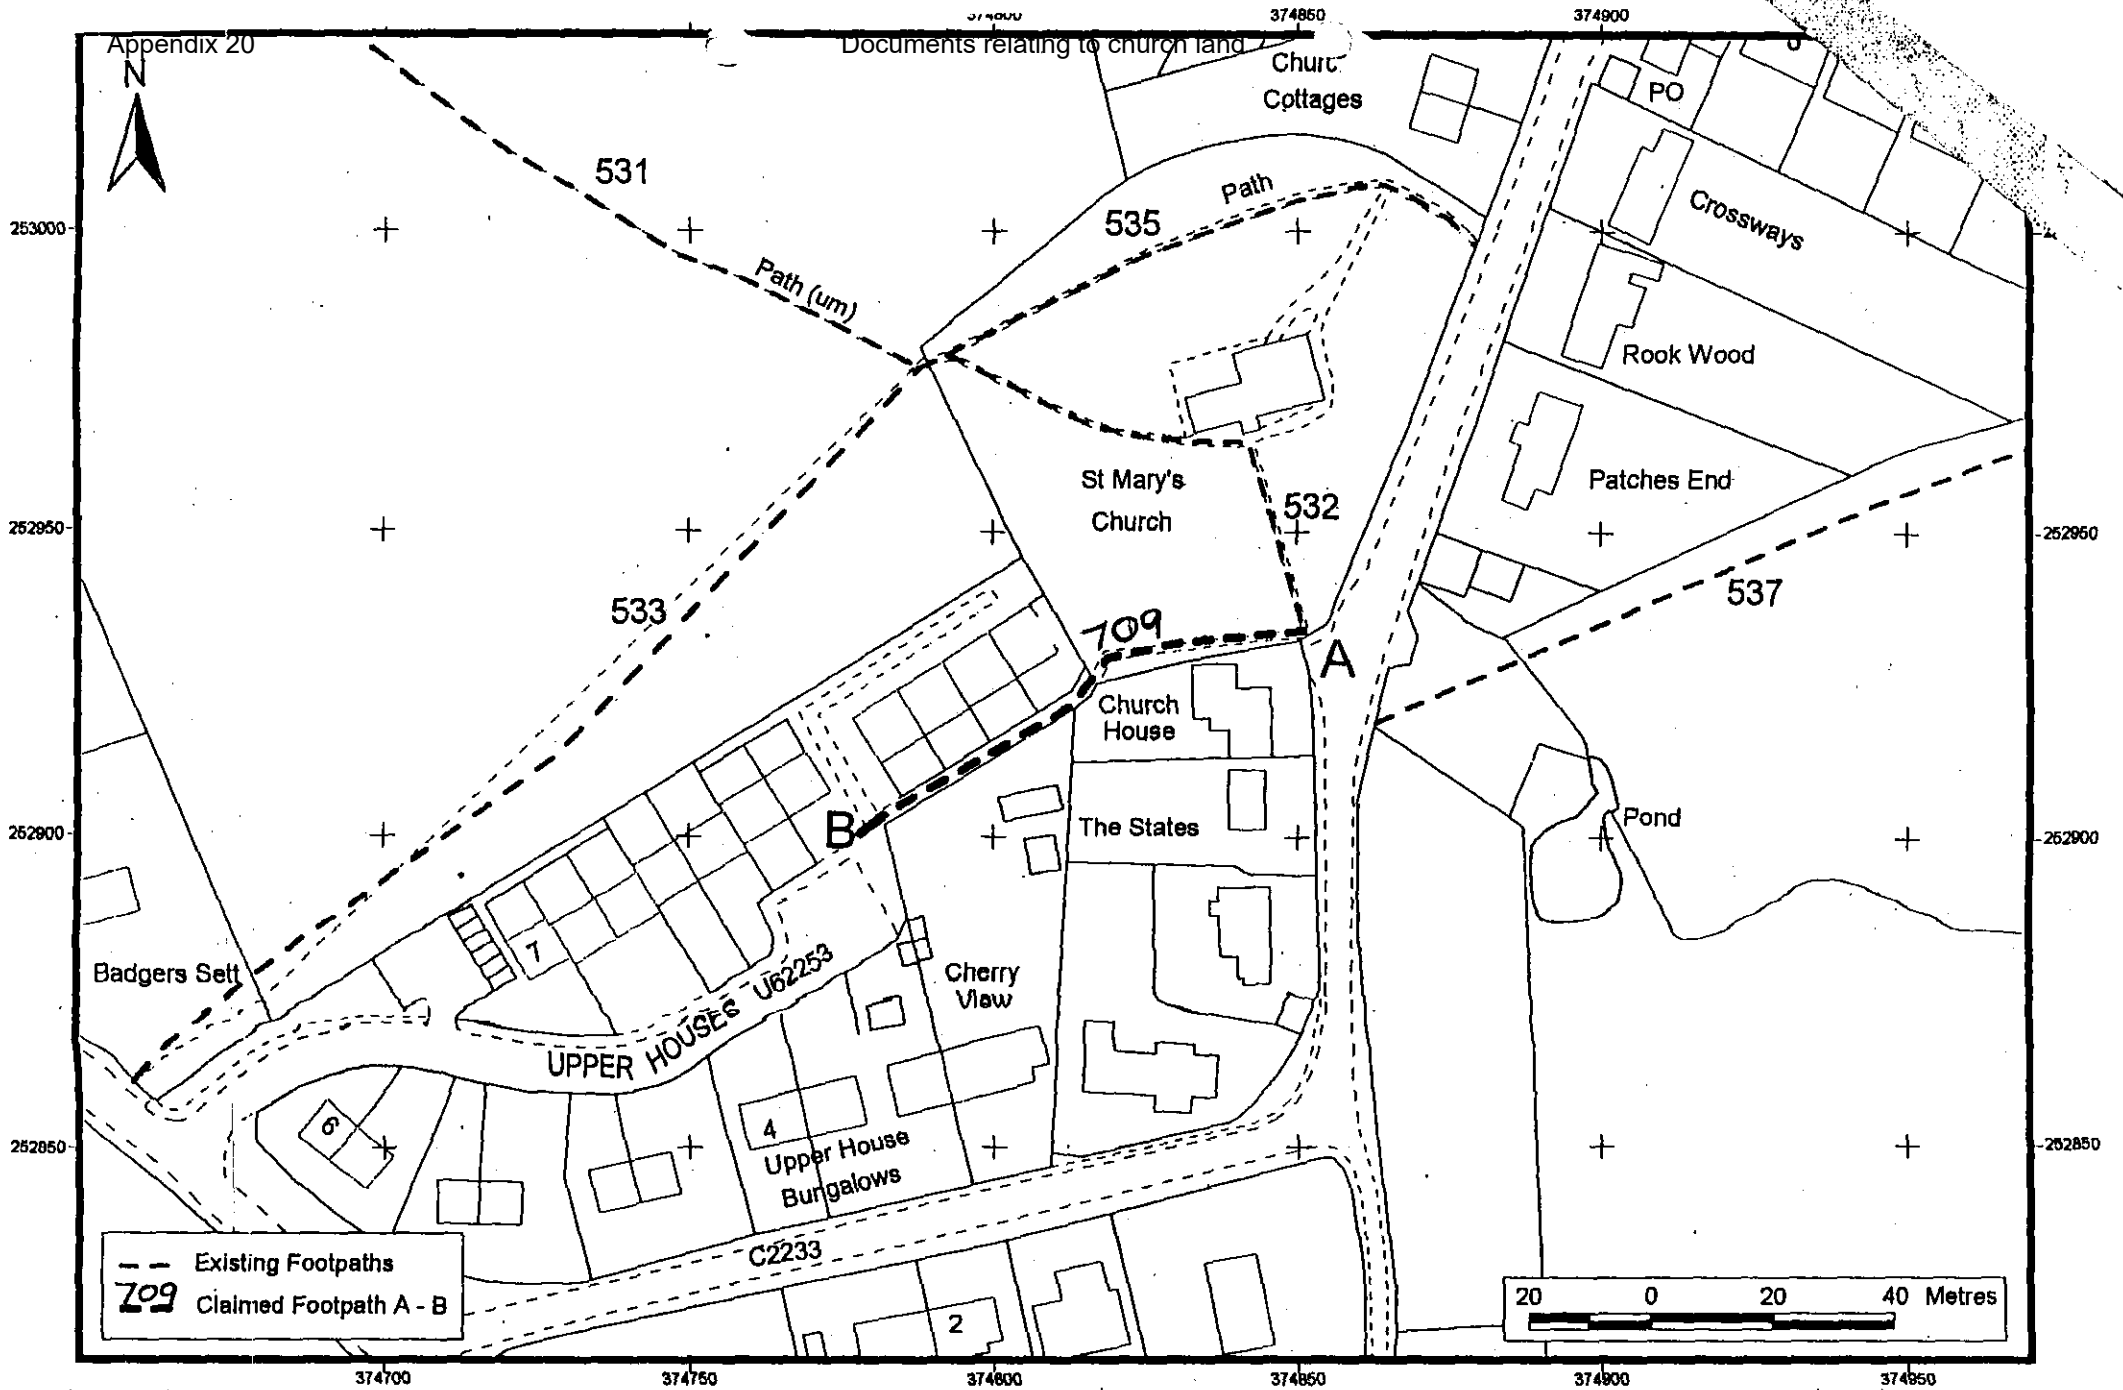 374850
374900
Appendix 20
Documents relating to church land
N
Cottages
PO
531
Path
Crossways
535
253000
Path (um)
Rook Wood
St Mary's
Church
Patches End
532
252950
252950
537
533
709
A
Church
House
Pond
The States
B
252900
252900
7
Badgers Sett
Cherry
View
UPPER HOUSES U62253
6
4
Upper House
Bungalows
252850
252850
C2233
Existing Footpaths
709 Claimed Footpath A - B
2
20 0 20 40 Metres
374700
374750
374800
374850
374900
374950